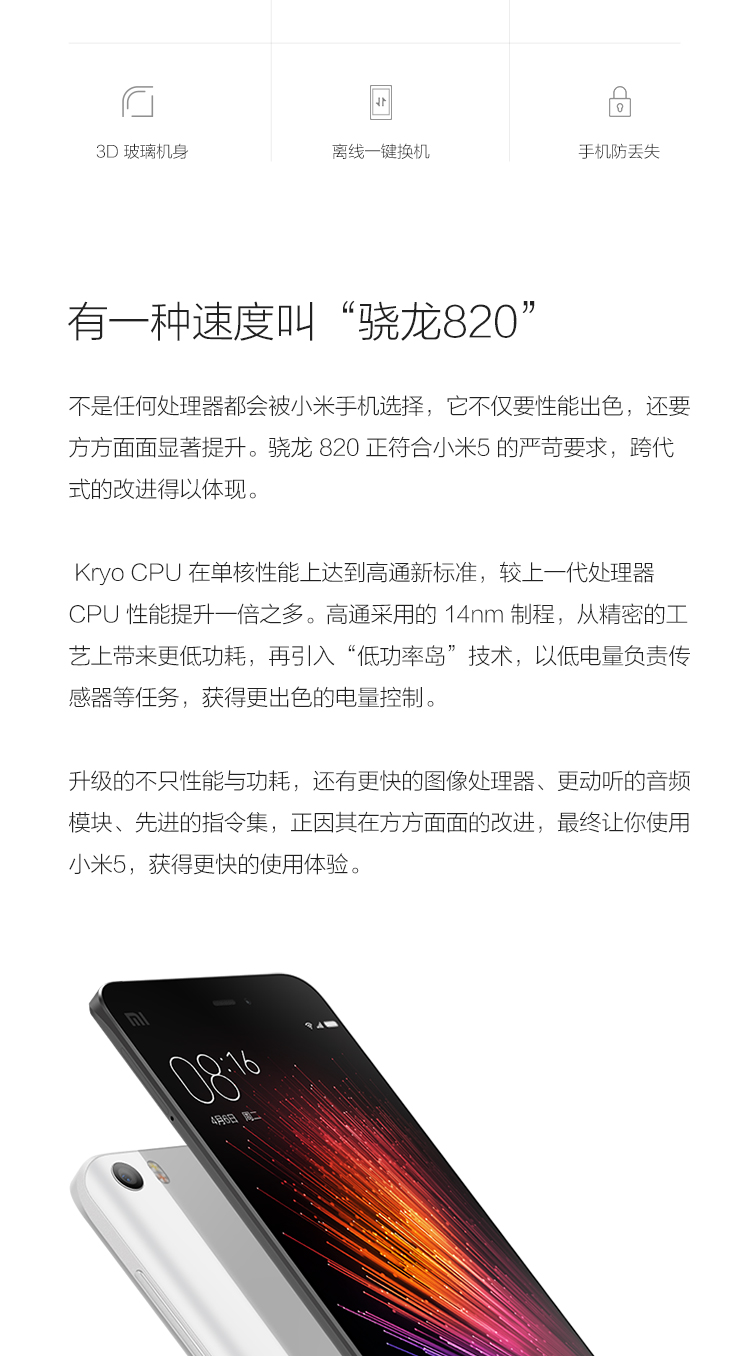 3D 玻璃机身
离线一键换机
手机防丢失
有一种速度叫“骁龙820”
不是任何处理器都会被小米手机选择，它不仅要性能出色，还要
方方面面显著提升。骁龙 820 正符合小米5 的严苛要求，跨代
式的改进得以体现。
Kryo CPU 在单核性能上达到高通新标准，较上一代处理器
CPU 性能提升一倍之多。高通采用的 14nm 制程，从精密的工
艺上带来更低功耗，再引入“低功率岛”技术，以低电量负责传
感器等任务，获得更出色的电量控制。
升级的不只性能与功耗，还有更快的图像处理器、更动听的音频
模块、先进的指令集，正因其在方方面面的改进，最终让你使用
小米5，获得更快的使用体验。
MI
08:16
4月6日 周二